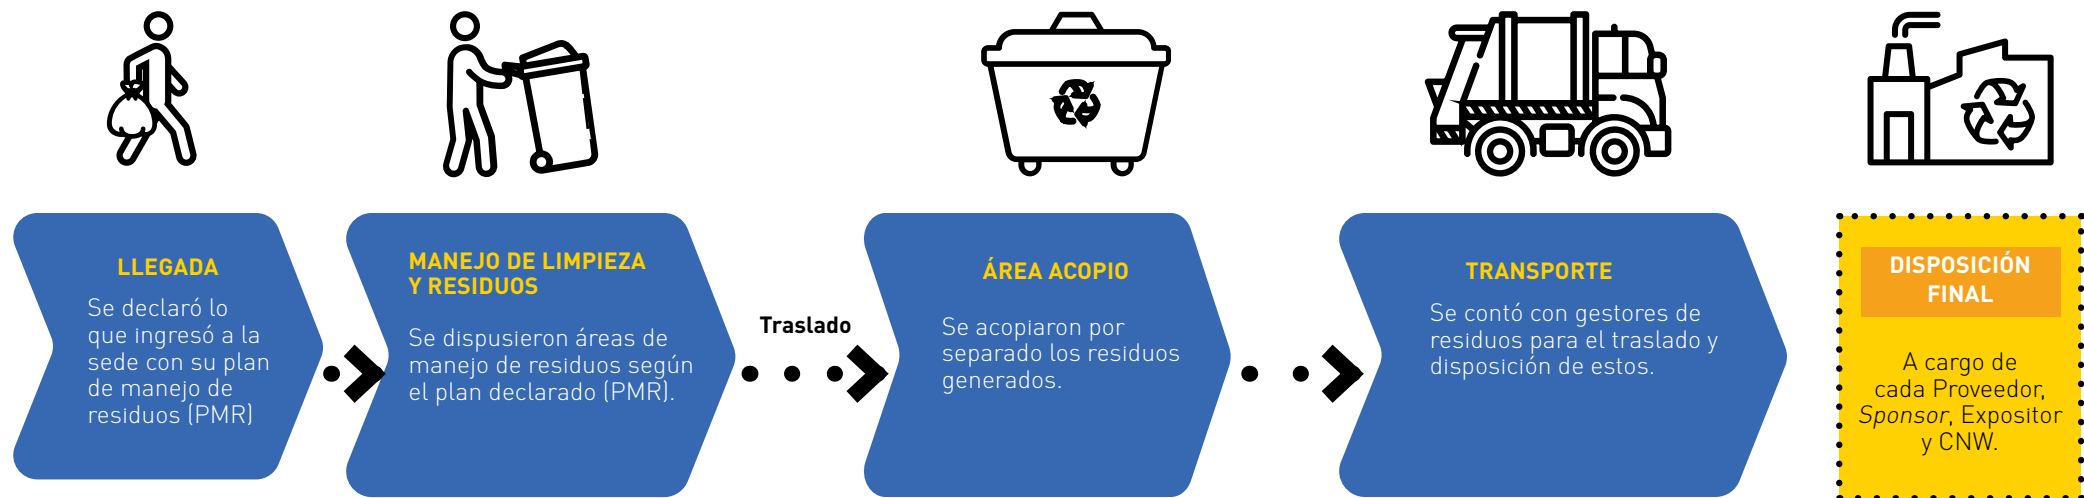 LLEGADA
Se declaró lo
que ingresó a la
sede con su plan
de manejo de
residuos (PMR)
MANEJO DE LIMPIEZA
Y RESIDUOS
Se dispusieron áreas de
manejo de residuos según
el plan declarado (PMR).
Traslado
ÁREA ACOPIO
Se acopiaron por
separado los residuos
generados.
TRANSPORTE
Se contó con gestores de
residuos para el traslado y
disposición de estos.
DISPOSICIÓN
FINAL
A cargo de
cada Proveedor,
Sponsor, Expositor
y CNW.